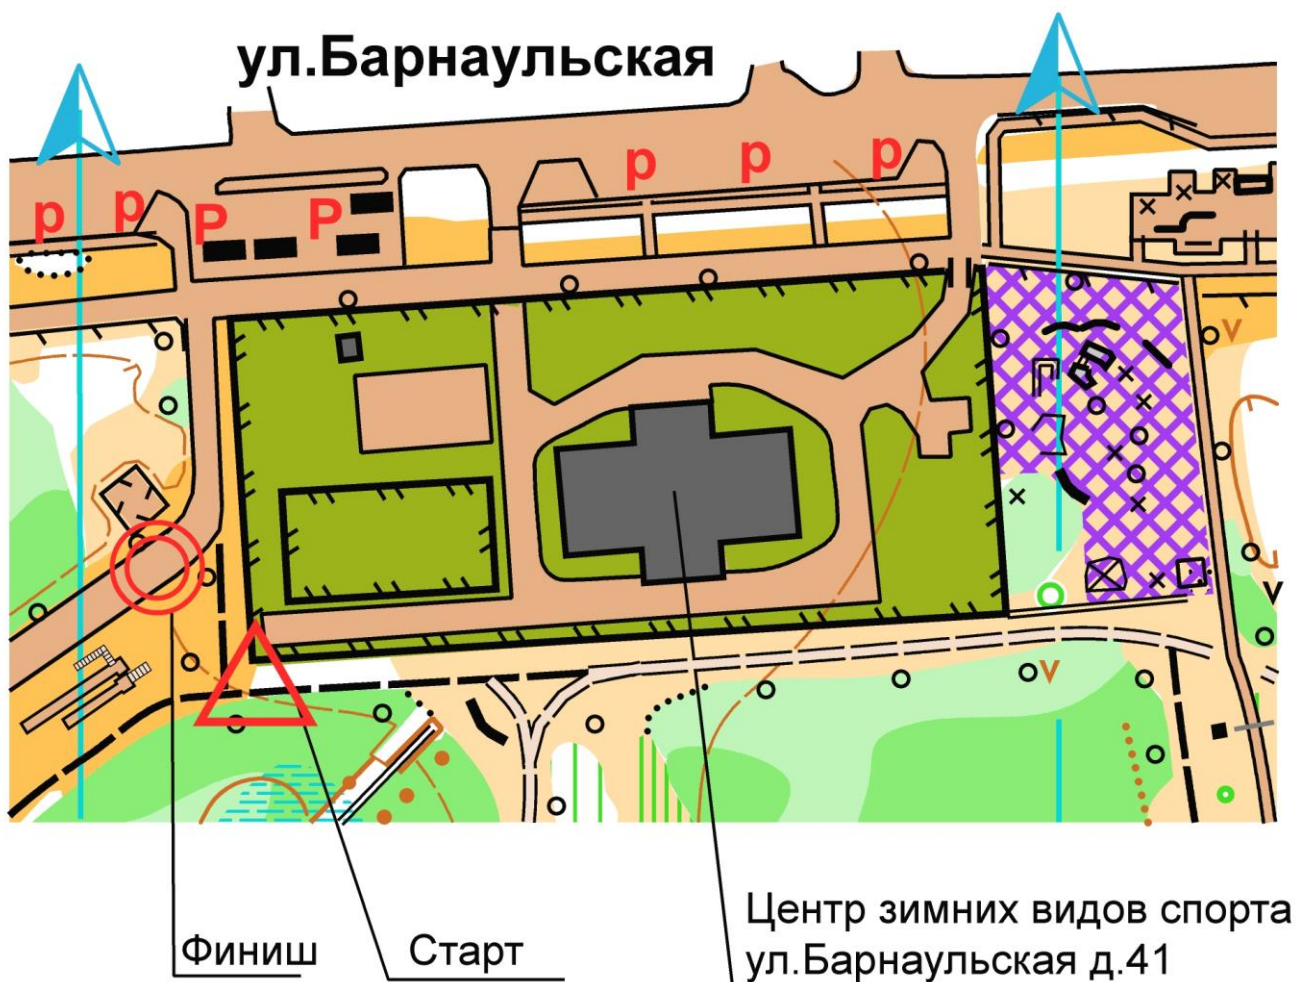 ул.Барнаульская
р р Р Р р р р
Финиш
Старт
Центр зимних видов спорта
ул.Барнаульская д.41